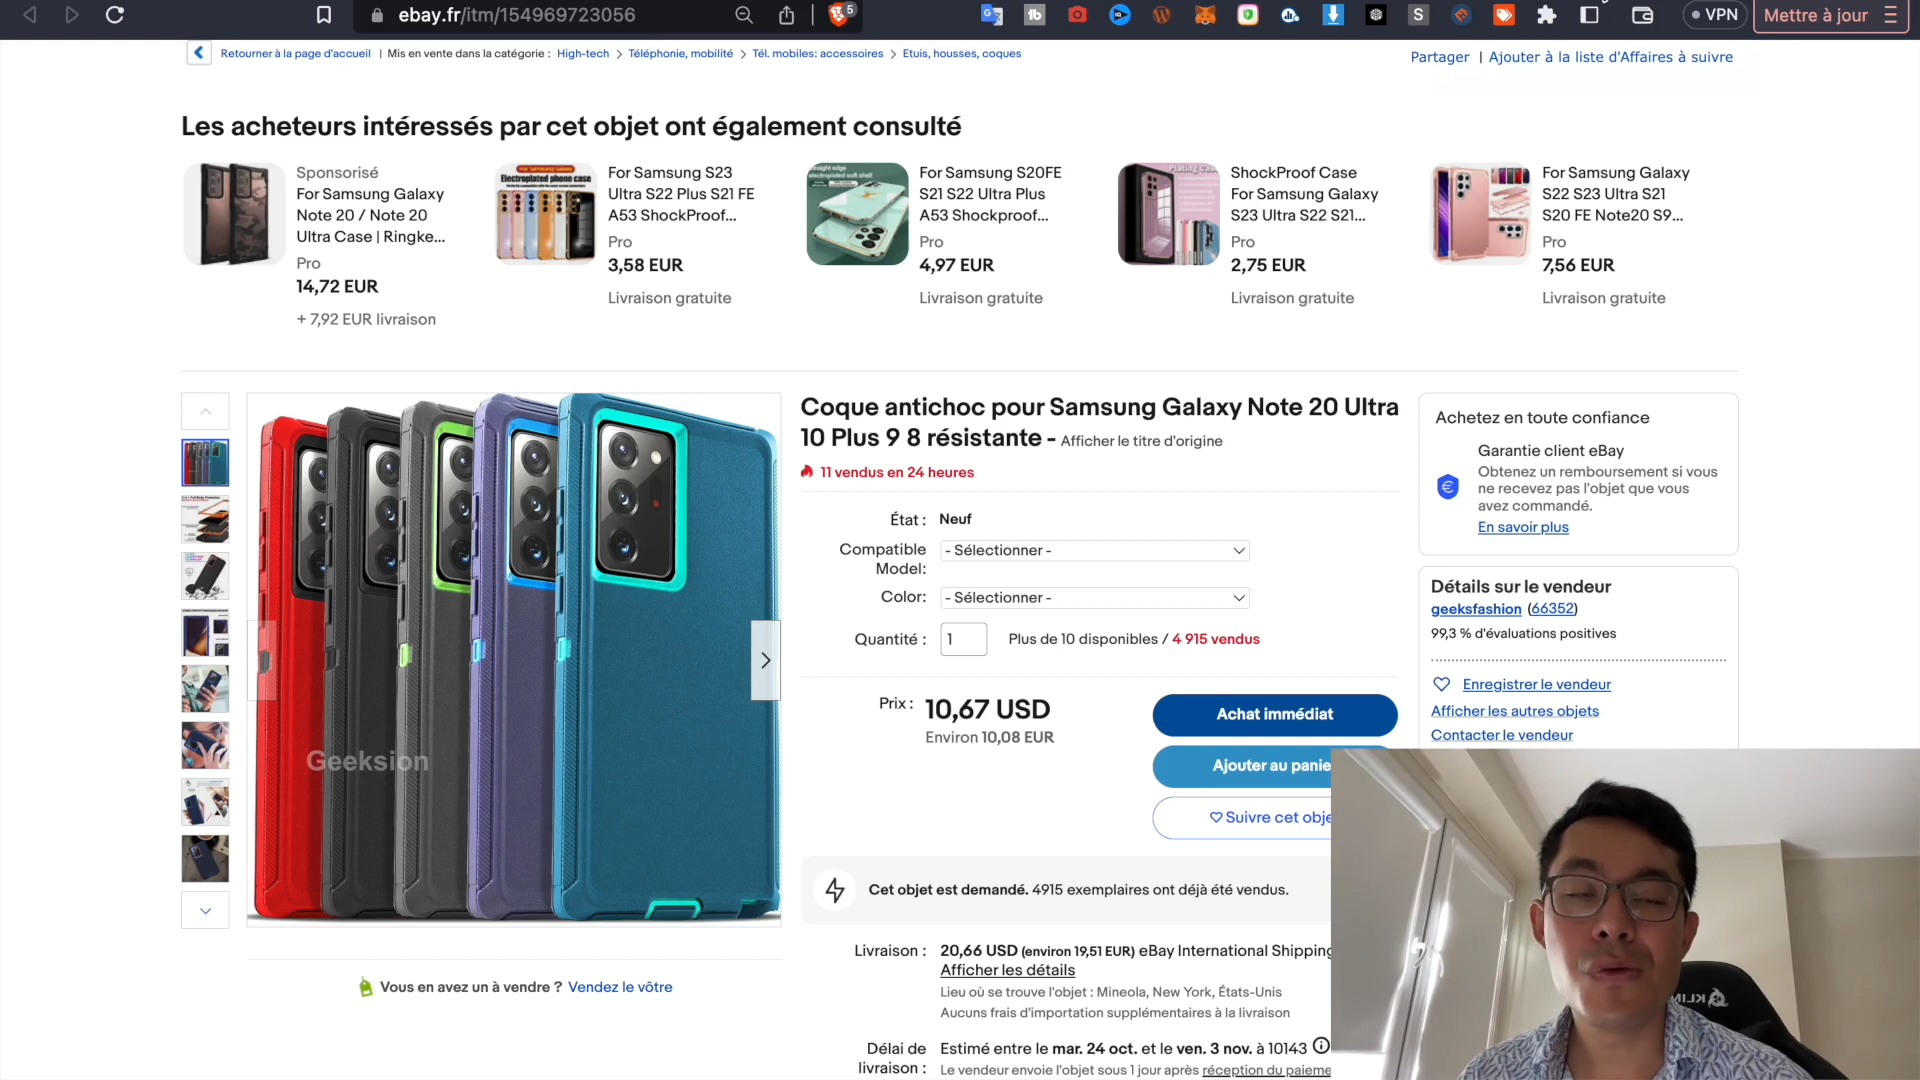 ebay.fr/itm/154969723056
5
VPN
Mettre à jour
Retourner à la page d'accueil | Mis en vente dans la catégorie : High-tech > Téléphonie, mobilité > Tél. mobiles: accessoires > Etuis, housses, coques
Partager | Ajouter à la liste d'Affaires à suivre
Les acheteurs intéressés par cet objet ont également consulté
Sponsorisé
For Samsung Galaxy
Note 20 / Note 20
Ultra Case | Ringke...
Pro
14,72 EUR
+ 7,92 EUR livraison
For Samsung Galaxy
Electroplated phone case
For Samsung S23
Ultra S22 Plus S21 FE
A53 ShockProof...
Pro
3,58 EUR
Livraison gratuite
For Samsung S20FE
S21 S22 Ultra Plus
A53 Shockproof...
Pro
4,97 EUR
Livraison gratuite
ShockProof Case
For Samsung Galaxy
S23 Ultra S22 S21...
Pro
2,75 EUR
Livraison gratuite
For Samsung Galaxy
S22 S23 Ultra S21
S20 FE Note20 S9...
Pro
7,56 EUR
Livraison gratuite
Geeksion
Vous en avez un à vendre ? Vendez le vôtre
Coque antichoc pour Samsung Galaxy Note 20 Ultra
10 Plus 9 8 résistante - Afficher le titre d'origine
11 vendus en 24 heures
État : Neuf
Compatible
Model:
- Sélectionner -
Color: - Sélectionner -
Quantité : 1 Plus de 10 disponibles / 4 915 vendus
Prix : 10,67 USD
Environ 10,08 EUR
Achat immédiat
Ajouter au panie
Suivre cet obje
Cet objet est demandé. 4915 exemplaires ont déjà été vendus.
Livraison : 20,66 USD (environ 19,51 EUR) eBay International Shipping
Afficher les détails
Lieu où se trouve l'objet : Mineola, New York, États-Unis
Aucuns frais d'importation supplémentaires à la livraison
Délai de
livraison :
Estimé entre le mar. 24 oct. et le ven. 3 nov. à 10143
Le vendeur envoie l'objet sous 1 jour après réception du paieme
Achetez en toute confiance
Garantie client eBay
Obtenez un remboursement si vous
ne recevez pas l'objet que vous
avez commandé.
En savoir plus
Détails sur le vendeur
geeksfashion (66352)
99,3 % d'évaluations positives
Enregistrer le vendeur
Afficher les autres objets
Contacter le vendeur